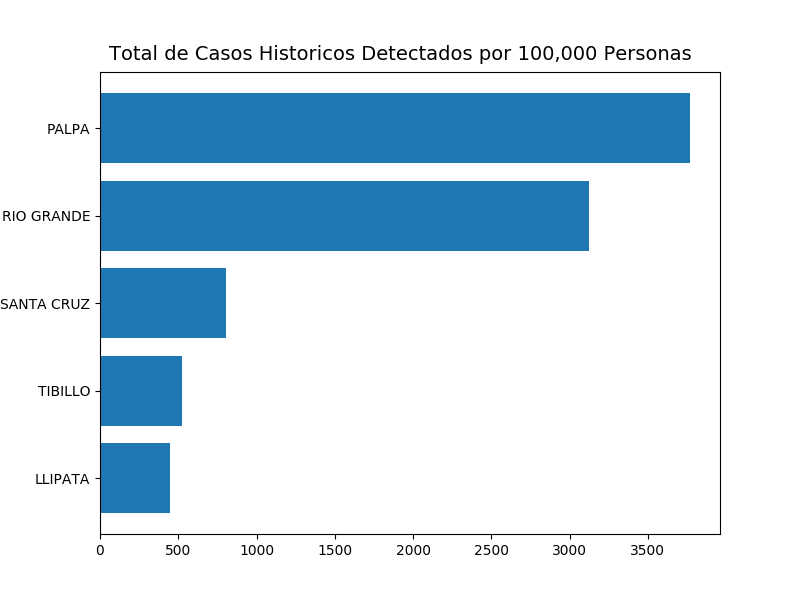 Total de Casos Historicos Detectados por 100,000 Personas
PALPA
RIO GRANDE
SANTA CRUZ
TIBILLO
LLIPATA
0 500 1000 1500 2000 2500 3000 3500